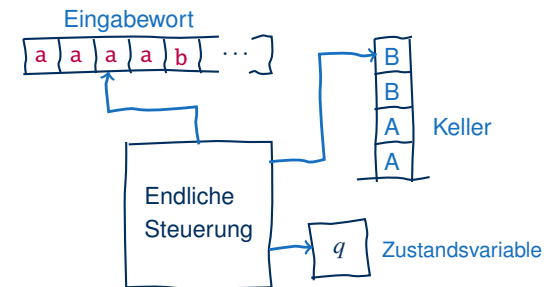 Eingabewort
a a a a b ...
B
B
A
A
Keller
Endliche
Steuerung
q
Zustandsvariable